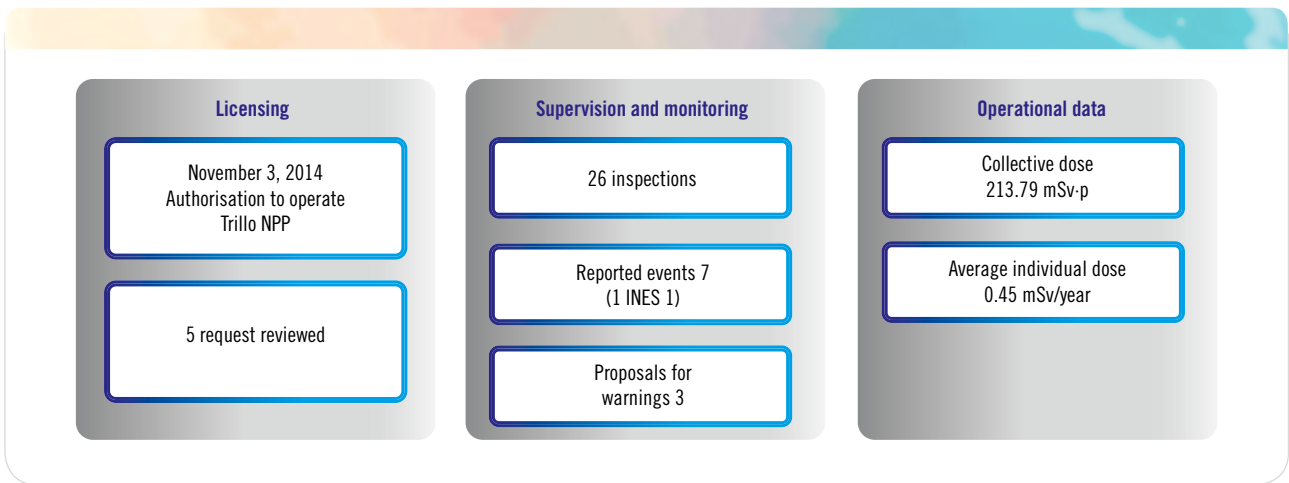 Licensing
November 3, 2014
Authorisation to operate
Trillo NPP
5 request reviewed
Supervision and monitoring
26 inspections
Reported events 7
(1 INES 1)
Proposals for
warnings 3
Operational data
Collective dose
213.79 mSv·p
Average individual dose
0.45 mSv/year